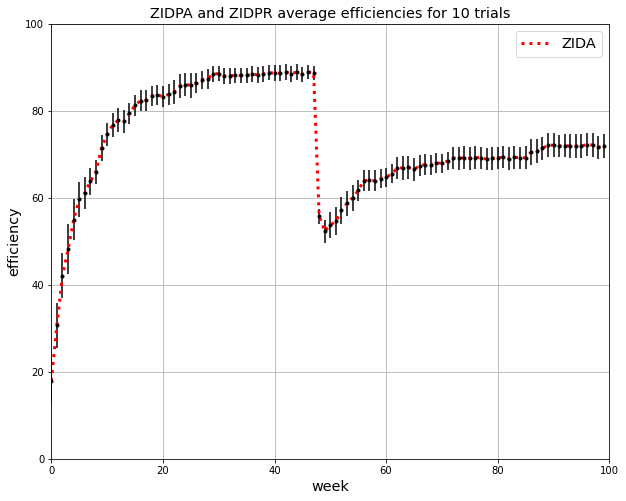 ZIDPA and ZIDPR average efficiencies for 10 trials
100
ZIDA
80
60
efficiency
40
20
0
0 20 40 60 80 100
week